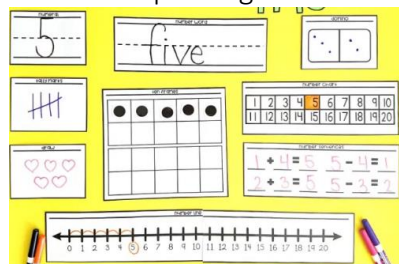 numeral
5
number word
five
domino
tally marks
ten frames
number chart
1 2 3 4 5 6 7 8 9 10
11 12 13 14 15 16 17 18 19 20
draw
number sentences
1 + 4 = 5 5 - 4 = 1
2 + 3 = 5 5 - 3 = 2
number line
0 1 2 3 4 5 6 7 8 9 10 11 12 13 14 15 16 17 18 19 20